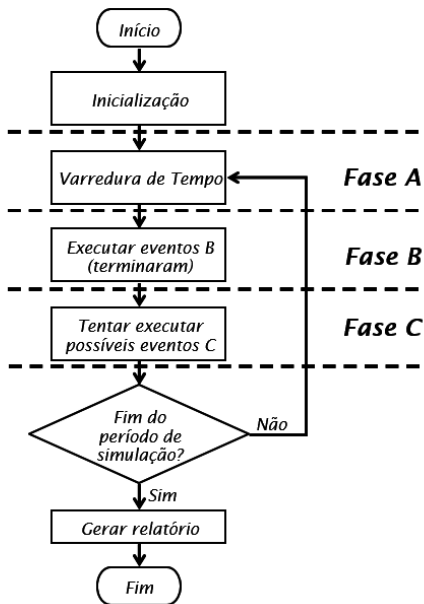 Início
Inicialização
Varredura de Tempo
Fase A
Executar eventos B
(terminaram)
Fase B
Tentar executar
possíveis eventos C
Fase C
Fim do
período de
simulação?
Não
Sim
Gerar relatório
Fim